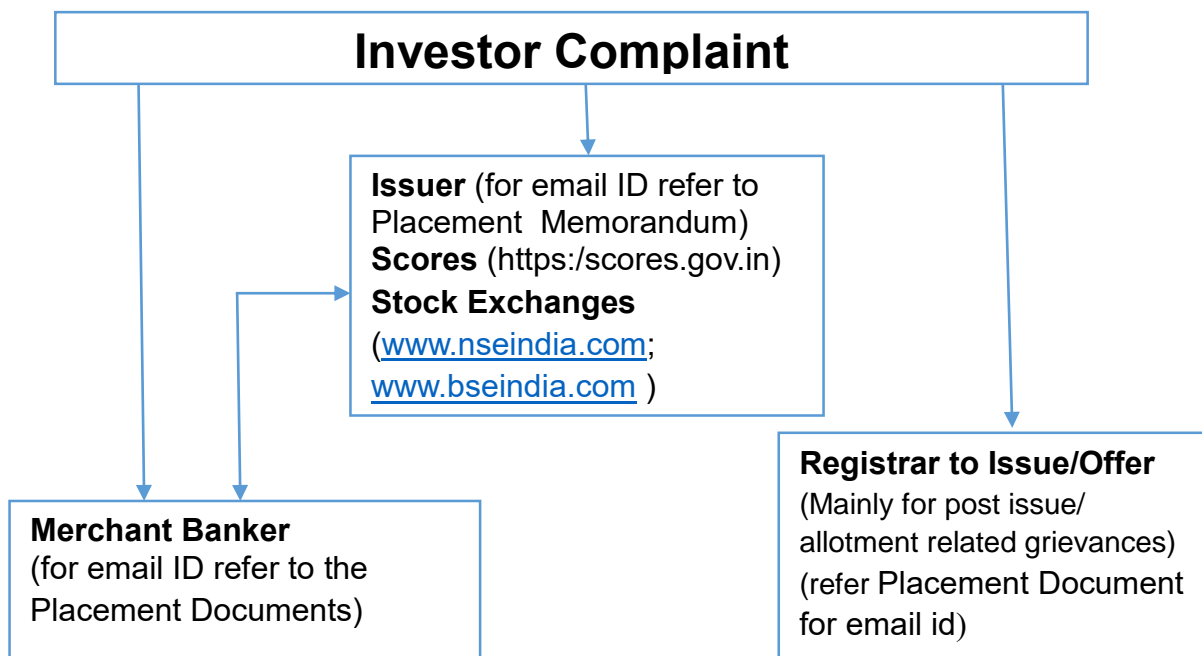 Investor Complaint
Issuer (for email ID refer to
Placement Memorandum)
Scores (https:/scores.gov.in)
Stock Exchanges
(www.nseindia.com;
www.bseindia.com )
Registrar to Issue/Offer
(Mainly for post issue/
allotment related grievances)
(refer Placement Document
for email id)
Merchant Banker
(for email ID refer to the
Placement Documents)